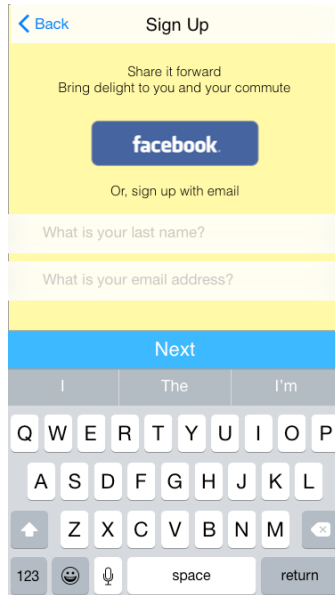 Back
Sign Up
Share it forward
Bring delight to you and your commute
facebook.
Or, sign up with email
What is your last name?
What is your email address?
Next
I The I'm
Q W E R T Y U I O P
A S D F G H J K L
Z X C V B N M
123 space return